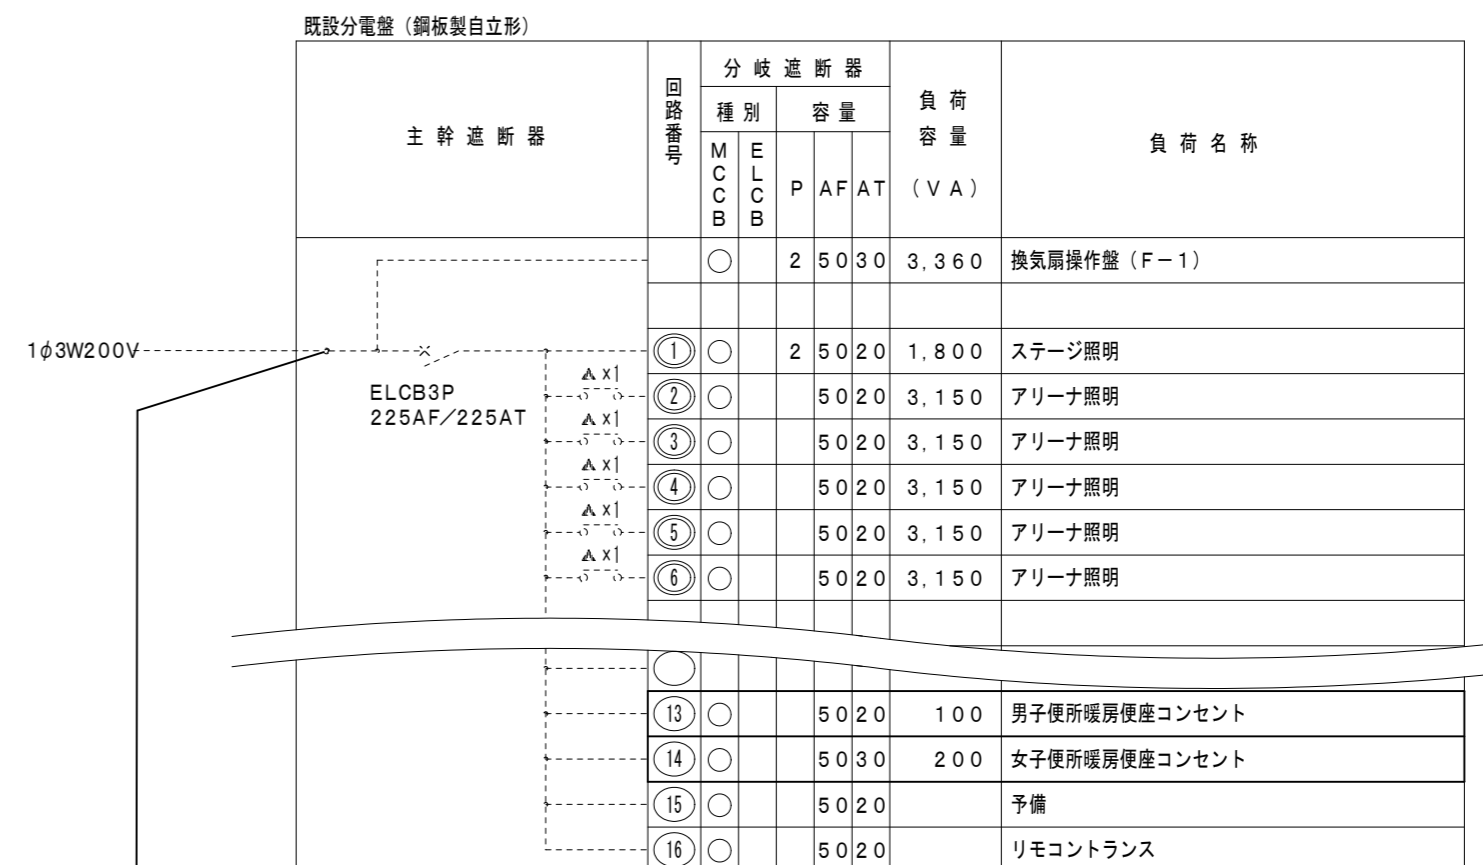 既設分電盤（鋼板製自立形）
主幹遮断器 回路番号 分岐遮断器 負荷容量（VA） 負荷名称
種別 容量
MCCB ELCB P AF AT
2 50 30 3,360 換気扇操作盤（F－1）
1φ3W200V
ELCB3P
225AF／225AT
1 2 50 20 1,800 ステージ照明
x1 2 50 20 3,150 アリーナ照明
x1 3 50 20 3,150 アリーナ照明
x1 4 50 20 3,150 アリーナ照明
x1 5 50 20 3,150 アリーナ照明
x1 6 50 20 3,150 アリーナ照明
13 50 20 100 男子便所暖房便座コンセント
14 50 30 200 女子便所暖房便座コンセント
15 50 20 予備
16 50 20 リモコントランス